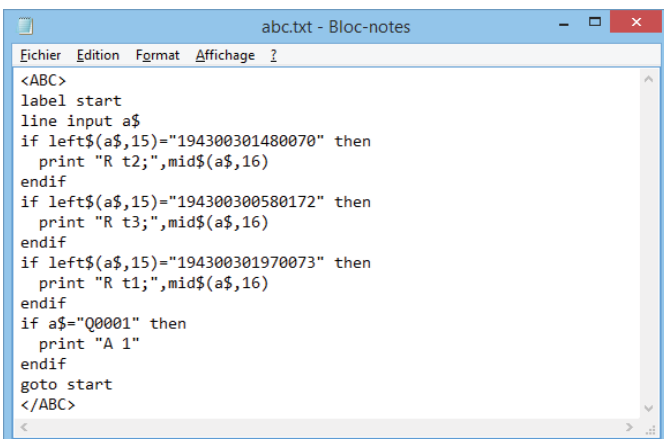 abc.txt - Bloc-notes
Fichier Edition Format Affichage ?
<ABC>
label start
line input a$
if left$(a$,15)="194300301480070" then
  print "R t2;",mid$(a$,16)
endif
if left$(a$,15)="194300300580172" then
  print "R t3;",mid$(a$,16)
endif
if left$(a$,15)="194300301970073" then
  print "R t1;",mid$(a$,16)
endif
if a$="Q0001" then
  print "A 1"
endif
goto start
</ABC>